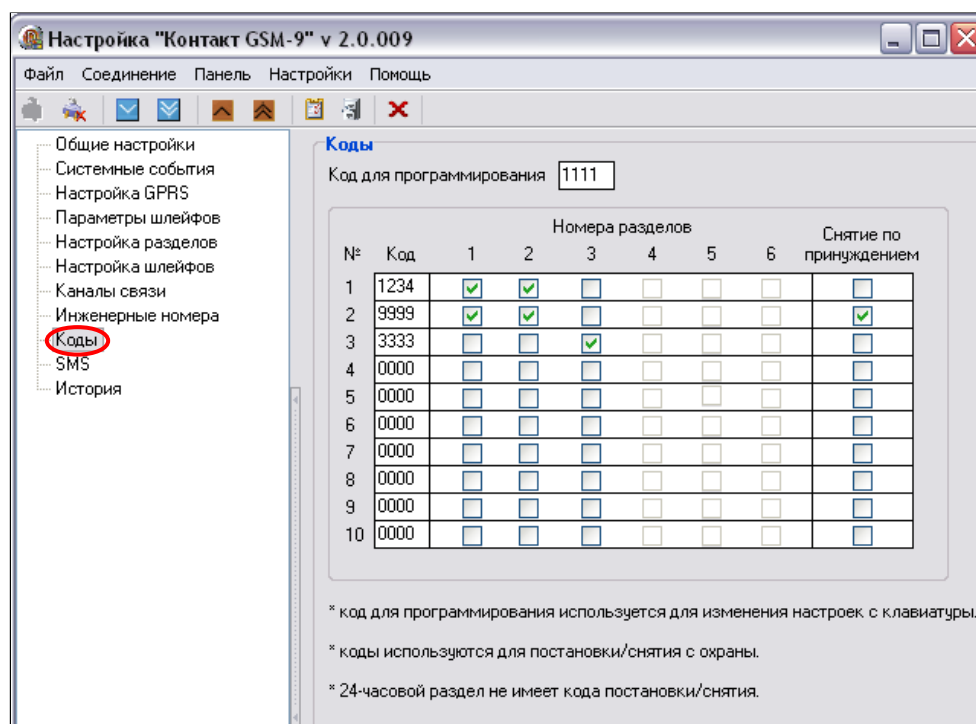 Настройка "Контакт GSM-9" v 2.0.009
Файл Соединение Панель Настройки Помощь
Общие настройки
Системные события
Настройка GPRS
Параметры шлейфов
Настройка разделов
Настройка шлейфов
Каналы связи
Инженерные номера
Коды
SMS
История
Коды
Код для программирования 1111
Номера разделов
Снятие по принуждением
№ Код 1 2 3 4 5 6
1 1234
2 9999
3 3333
4 0000
5 0000
6 0000
7 0000
8 0000
9 0000
10 0000
* код для программирования используется для изменения настроек с клавиатуры.
* коды используются для постановки/снятия с охраны.
* 24-часовой раздел не имеет кода постановки/снятия.